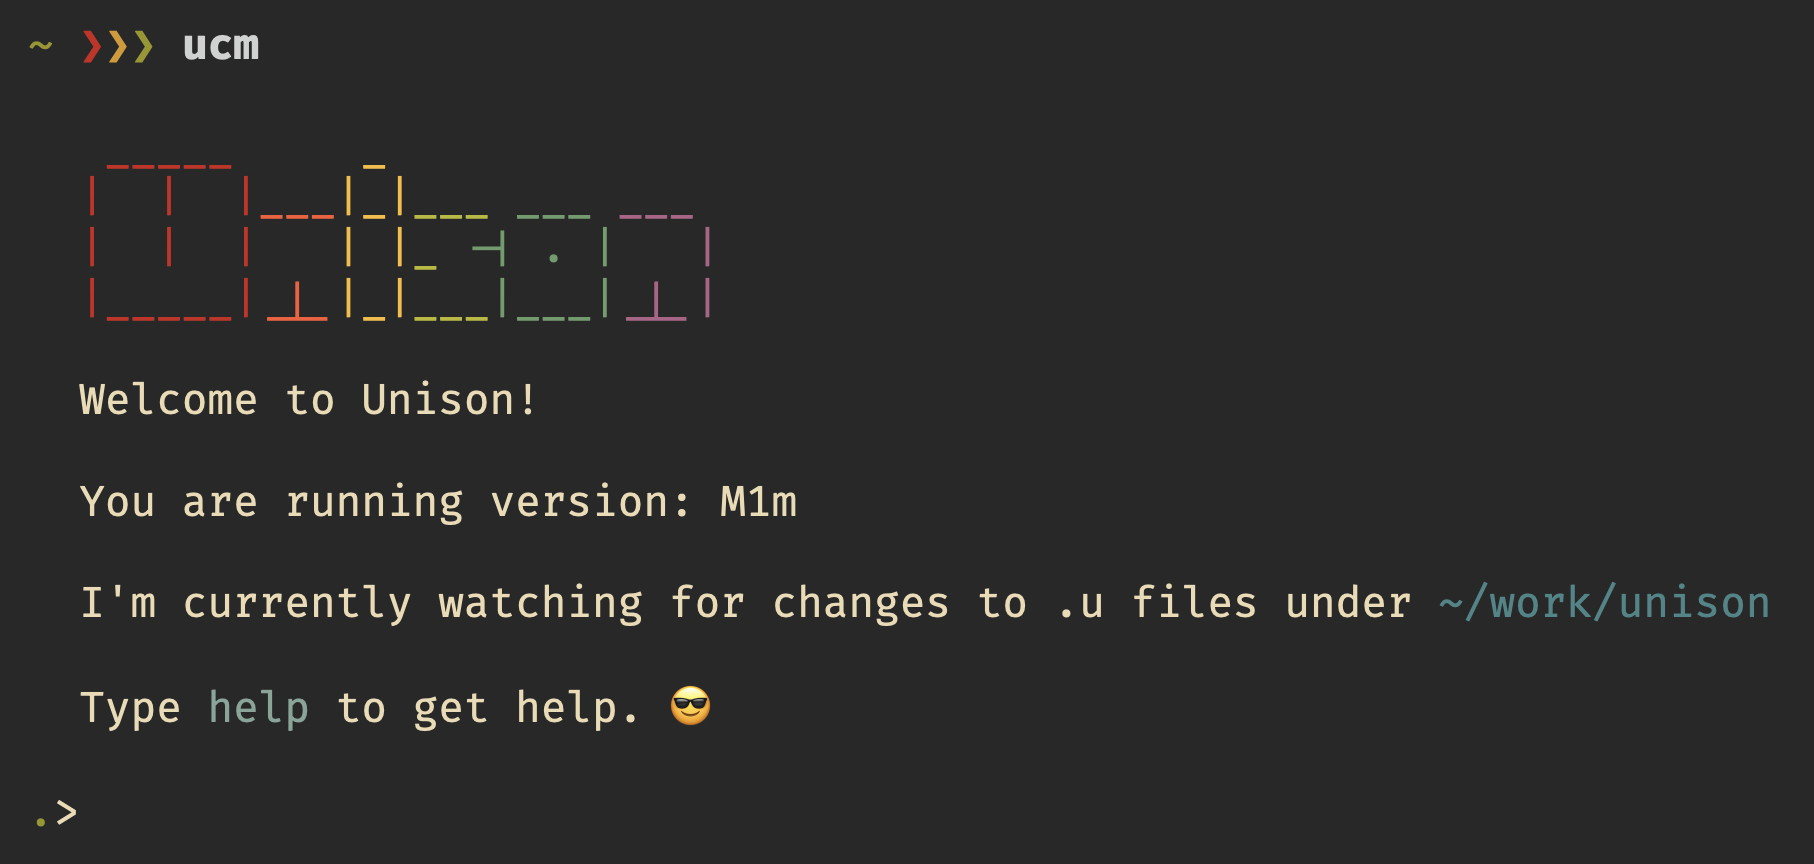 ~ ❯❯❯ ucm
Unison
Welcome to Unison!
You are running version: M1m
I'm currently watching for changes to .u files under ~/work/unison
Type help to get help. 😎
.>